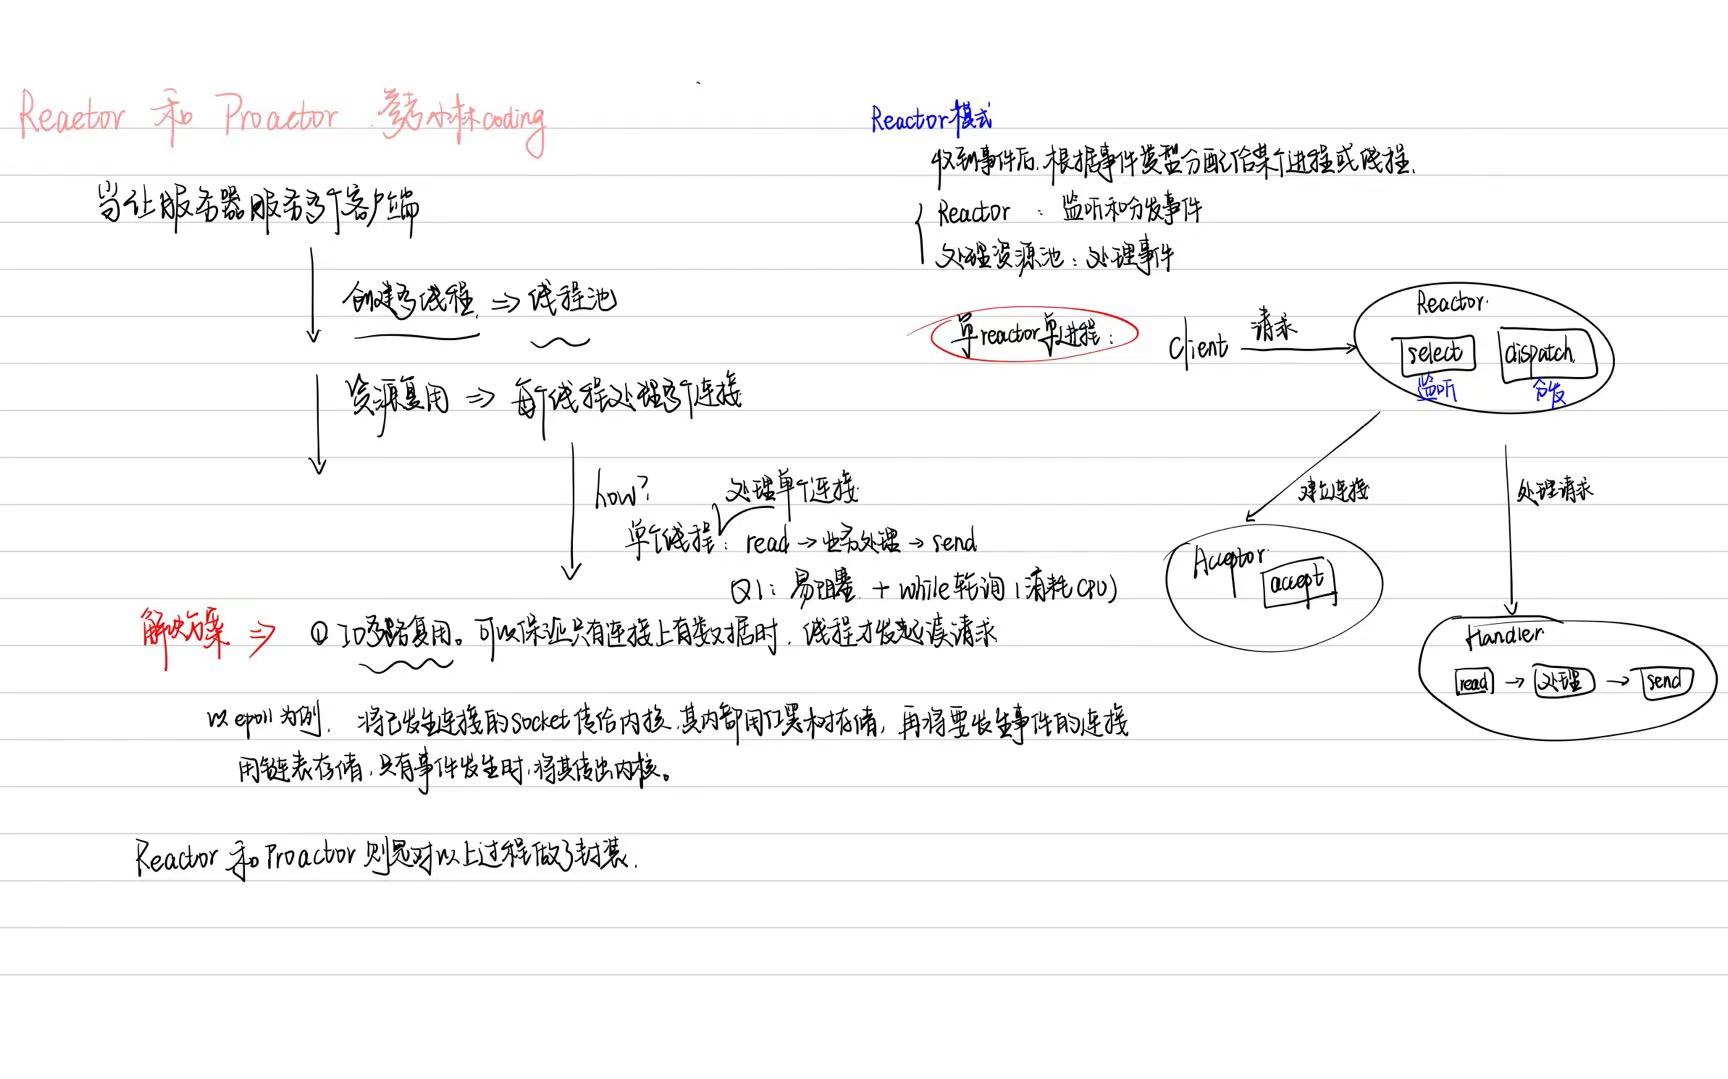 Reactor 和 Proactor 参考小林coding
当让服务器服务多个客户端
创建多线程 => 线程池
资源复用 => 每个线程处理多个连接
how?
处理单个连接
单个线程: read → 业务处理 → send
Q1: 易阻塞 + while轮询 (消耗CPU)
解决方案 => ① IO多路复用。可以保证只有连接上有数据时, 线程才发起读请求
以epoll为例, 将已发生连接的socket传给内核,其内部用红黑树存储, 再将要发生事件的连接
用链表存储,只有事件发生时,将其传出内核。
Reactor 和 Proactor 则是对以上过程做了封装.
Reactor模式
收到事件后,根据事件类型分配给某个进程或线程.
Reactor : 监听和分发事件
处理资源池: 处理事件
单reactor单进程:
Client
请求
Reactor
select
dispatch
监听
分发
建立连接
处理请求
Acceptor
accept
Handler
read → 处理 → send